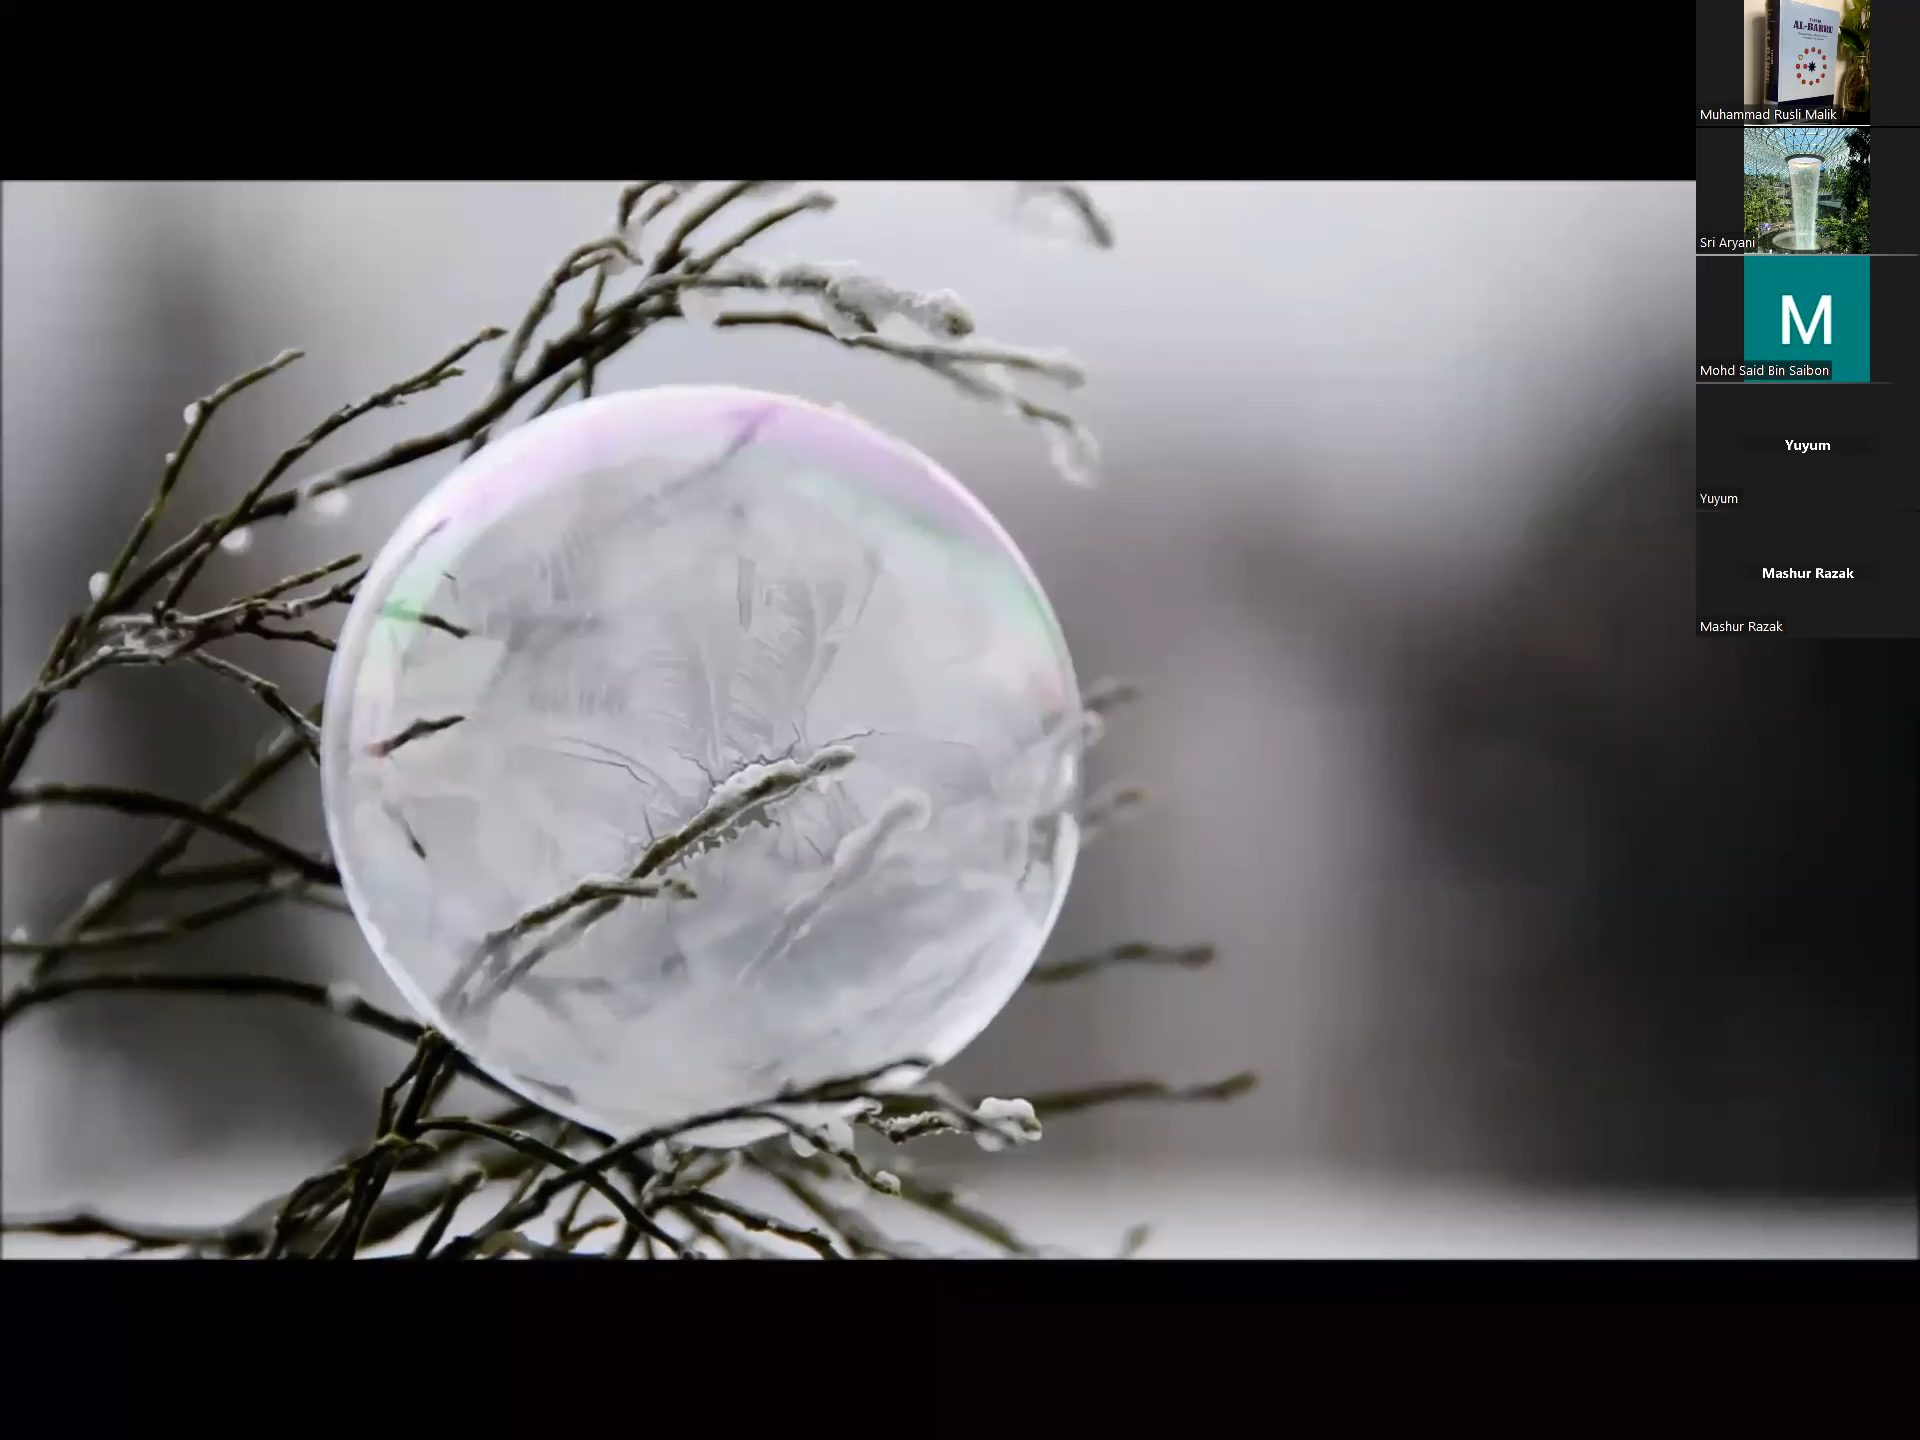 AL-BARRU
Muhammad Rusli Malik
Sri Aryani
M
Mohd Said Bin Saibon
Yuyum
Yuyum
Mashur Razak
Mashur Razak